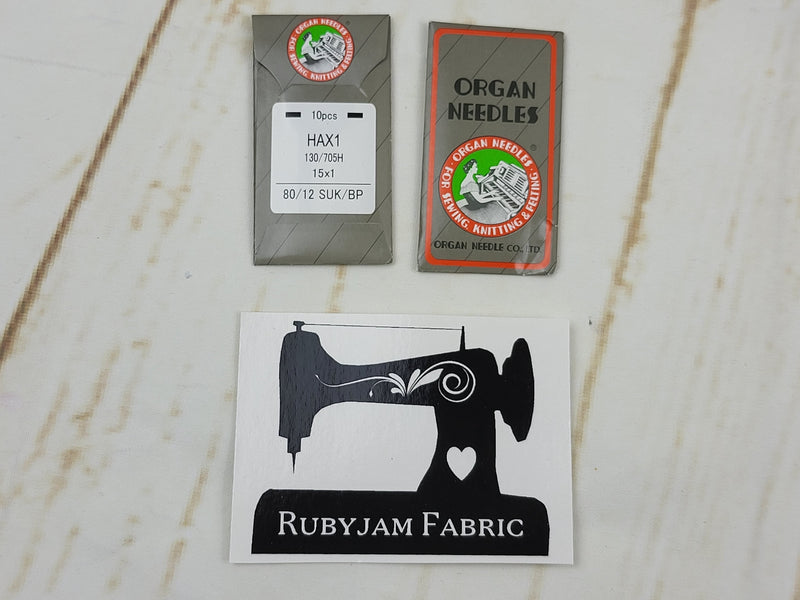 ORGAN NEEDLES
FOR SEWING, KNITTING & FELTING
10pcs
HAX1
130/705H
15x1
80/12 SUK/BP
ORGAN
NEEDLES
®
ORGAN NEEDLES
FOR SEWING, KNITTING & FELTING
ORGAN NEEDLE CO., LTD.
RUBYJAM FABRIC